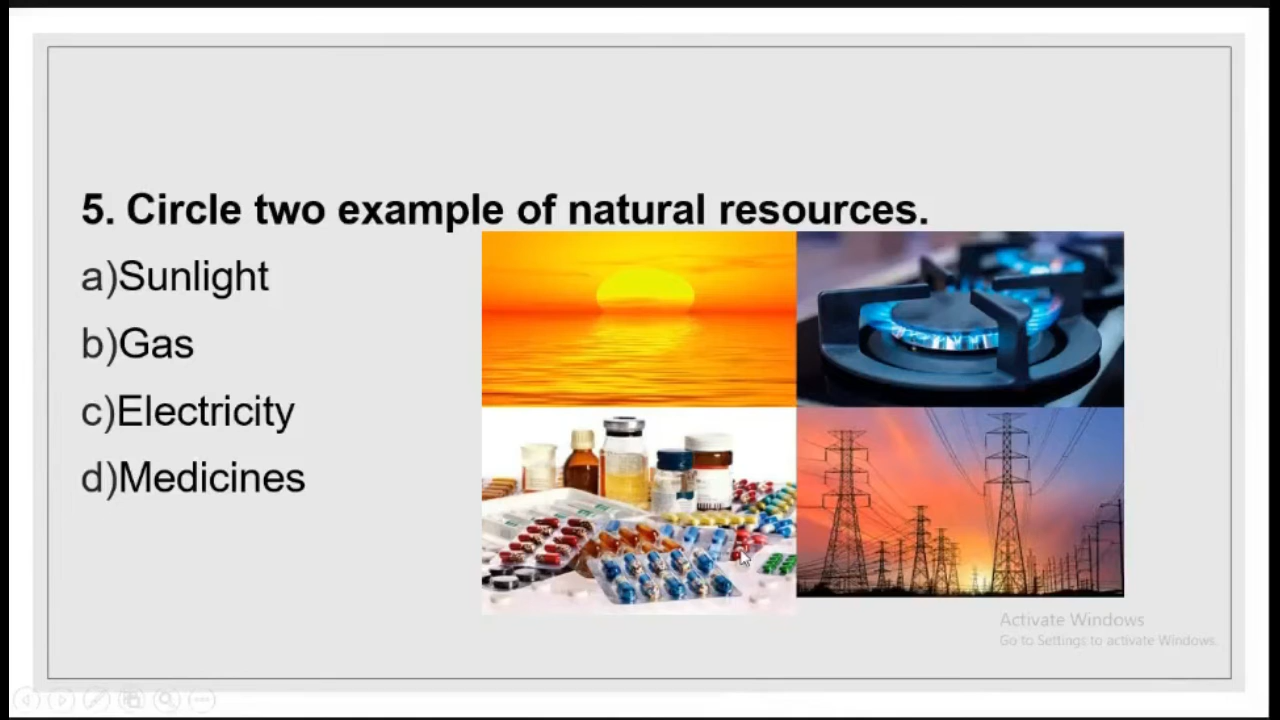 5. Circle two example of natural resources.
a)Sunlight
b)Gas
c)Electricity
d)Medicines
Activate Windows
Go to Settings to activate Windows.